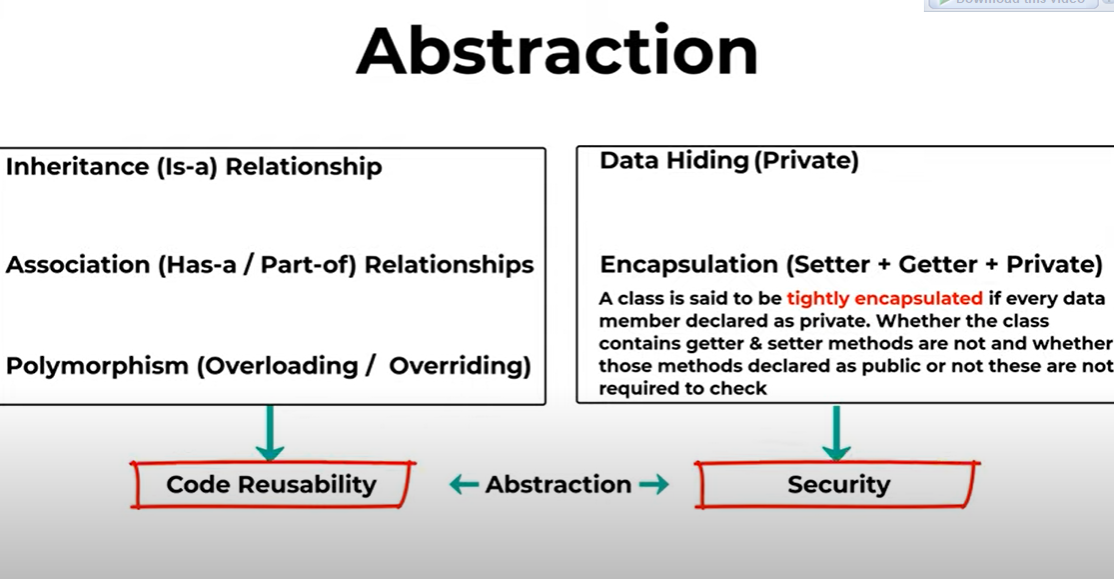 Download this video
Abstraction
Inheritance (Is-a) Relationship
Association (Has-a / Part-of) Relationships
Polymorphism (Overloading / Overriding)
Data Hiding (Private)
Encapsulation (Setter + Getter + Private)
A class is said to be tightly encapsulated if every data
member declared as private. Whether the class
contains getter & setter methods are not and whether
those methods declared as public or not these are not
required to check
Code Reusability
Abstraction
Security